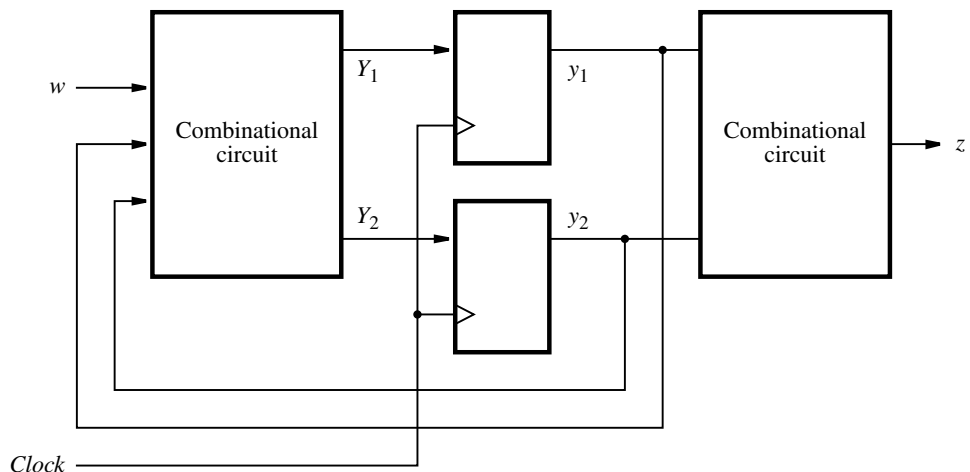 w
Combinational
circuit
Y1
Y2
y1
y2
Combinational
circuit
z
Clock